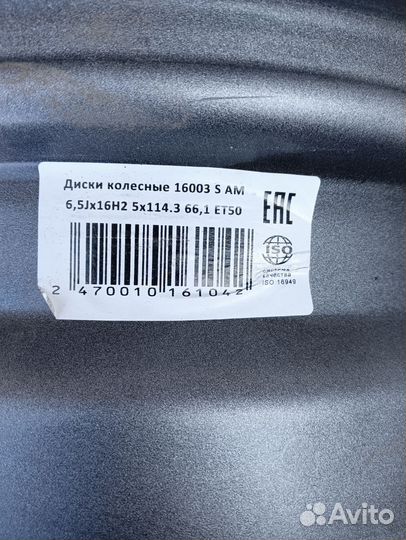 Диски колесные 16003 S AM
6,5Jx16H2 5x114.3 66,1 ET50
EAC
ISO
система
качества
ISO 16949
2 470010 161042
Avito